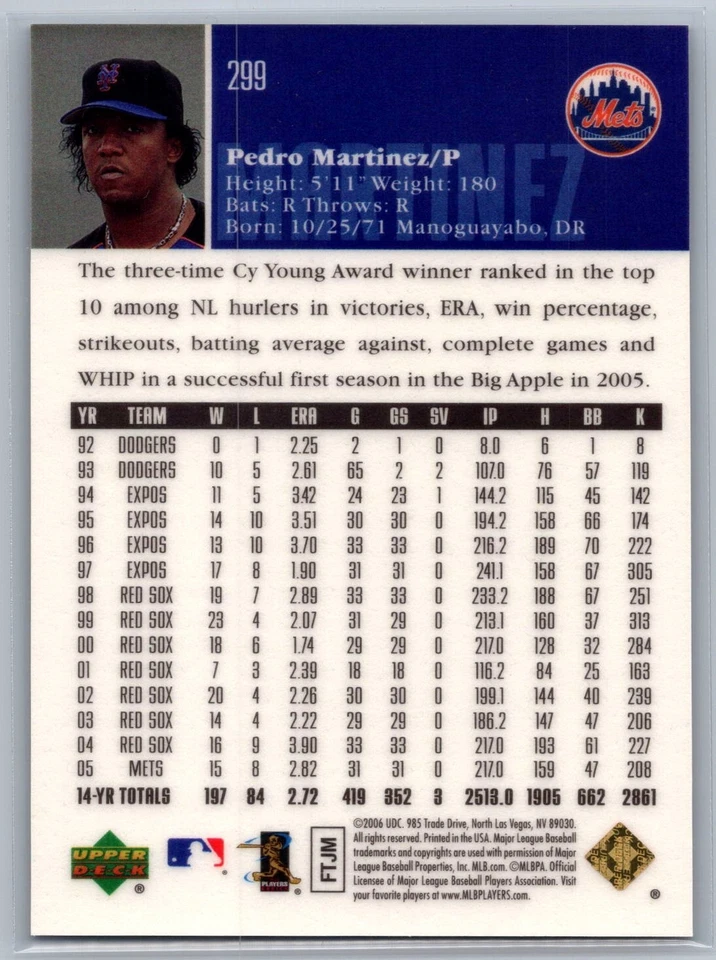 299
Mets
MARTINEZ
Pedro Martinez/P
Height: 5'11" Weight: 180
Bats: R Throws: R
Born: 10/25/71 Manoguayabo, DR
The three-time Cy Young Award winner ranked in the top
10 among NL hurlers in victories, ERA, win percentage,
strikeouts, batting average against, complete games and
WHIP in a successful first season in the Big Apple in 2005.
YR TEAM W L ERA G GS SV IP H BB K
92 DODGERS 0 1 2.25 2 1 0 8.0 6 1 8
93 DODGERS 10 5 2.61 65 2 2 107.0 76 57 119
94 EXPOS 11 5 3.42 24 23 1 144.2 115 45 142
95 EXPOS 14 10 3.51 30 30 0 194.2 158 66 174
96 EXPOS 13 10 3.70 33 33 0 216.2 189 70 222
97 EXPOS 17 8 1.90 31 31 0 241.1 158 67 305
98 RED SOX 19 7 2.89 33 33 0 233.2 188 67 251
99 RED SOX 23 4 2.07 31 29 0 213.1 160 37 313
00 RED SOX 18 6 1.74 29 29 0 217.0 128 32 284
01 RED SOX 7 3 2.39 18 18 0 116.2 84 25 163
02 RED SOX 20 4 2.26 30 30 0 199.1 144 40 239
03 RED SOX 14 4 2.22 29 29 0 186.2 147 47 206
04 RED SOX 16 9 3.90 33 33 0 217.0 193 61 227
05 METS 15 8 2.82 31 31 0 217.0 159 47 208
14-YR TOTALS 197 84 2.72 419 352 3 2513.0 1905 662 2861
UPPER
DECK
®
PLAYERS
FTJM
©2006 UDC. 985 Trade Drive, North Las Vegas, NV 89030.
All rights reserved. Printed in the USA. Major League Baseball
trademarks and copyrights are used with permission of Major
League Baseball Properties, Inc. MLB.com. ©MLBPA. Official
Licensee of Major League Baseball Players Association. Visit
your favorite players at www.MLBPLAYERS.com.
®